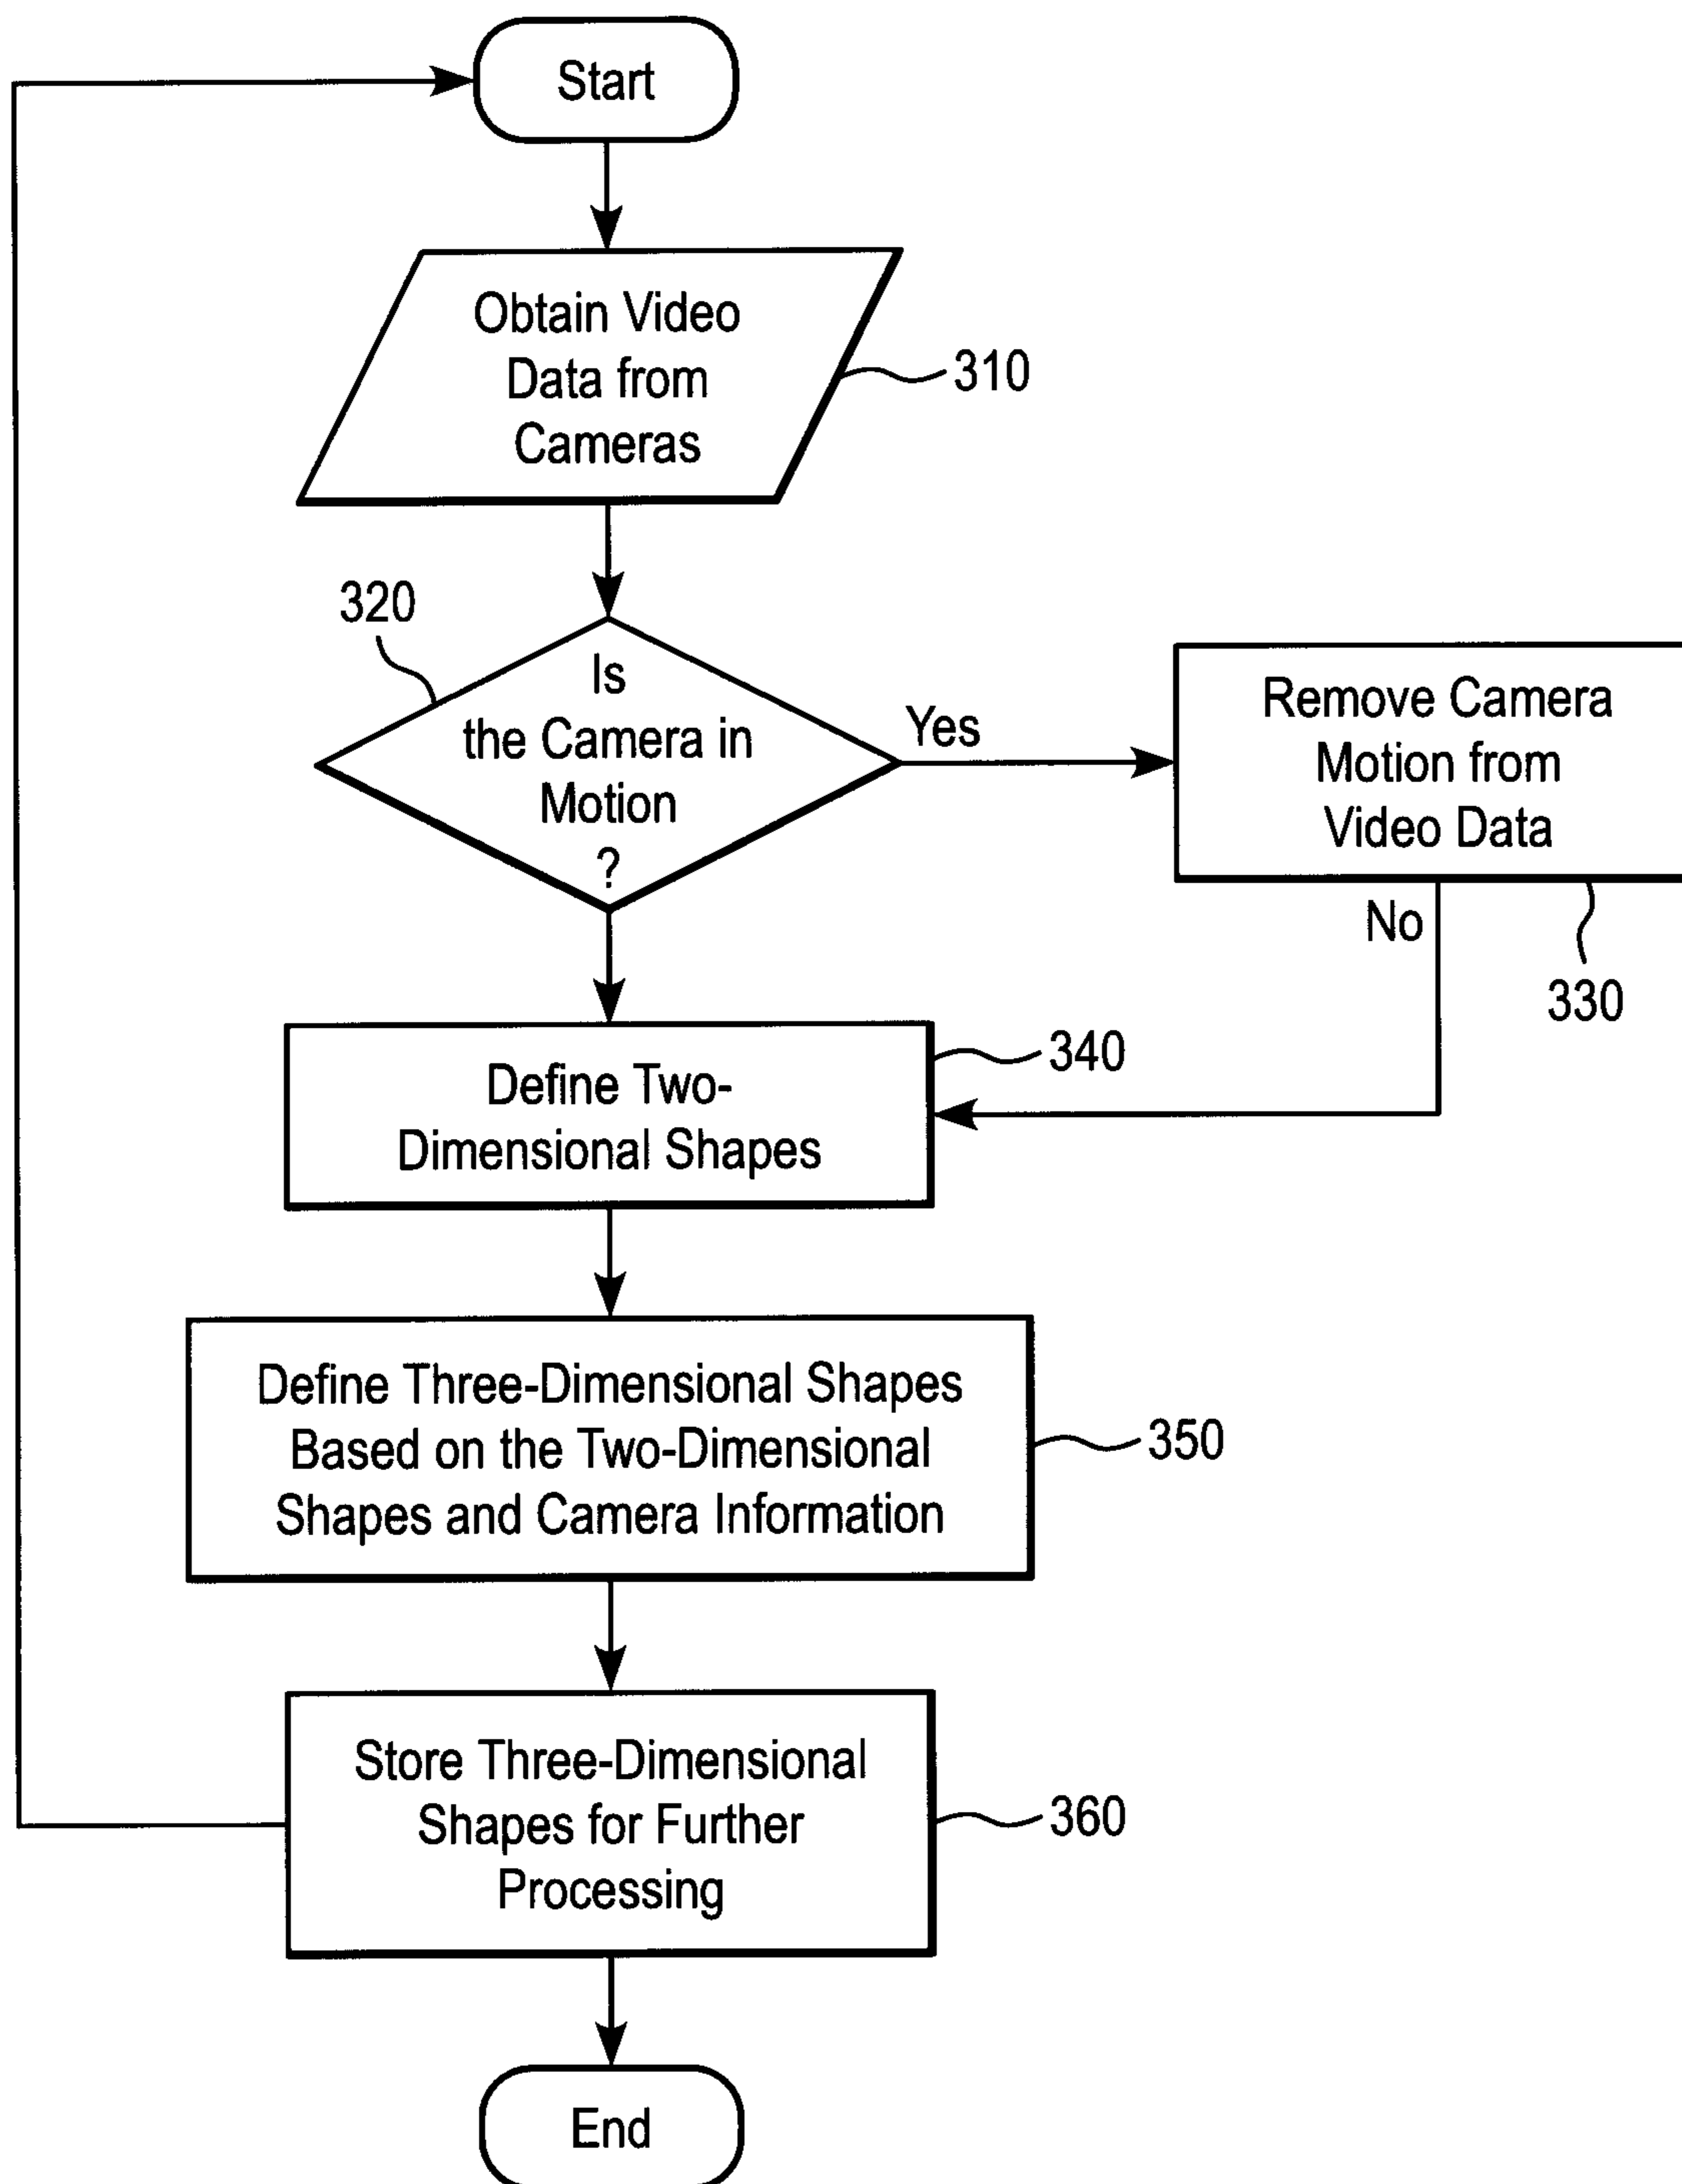 Start
Obtain Video
Data from
Cameras
310
320
Is
the Camera in
Motion
?
Yes
Remove Camera
Motion from
Video Data
No
330
Define Two-
Dimensional Shapes
340
Define Three-Dimensional Shapes
Based on the Two-Dimensional
Shapes and Camera Information
350
Store Three-Dimensional
Shapes for Further
Processing
360
End